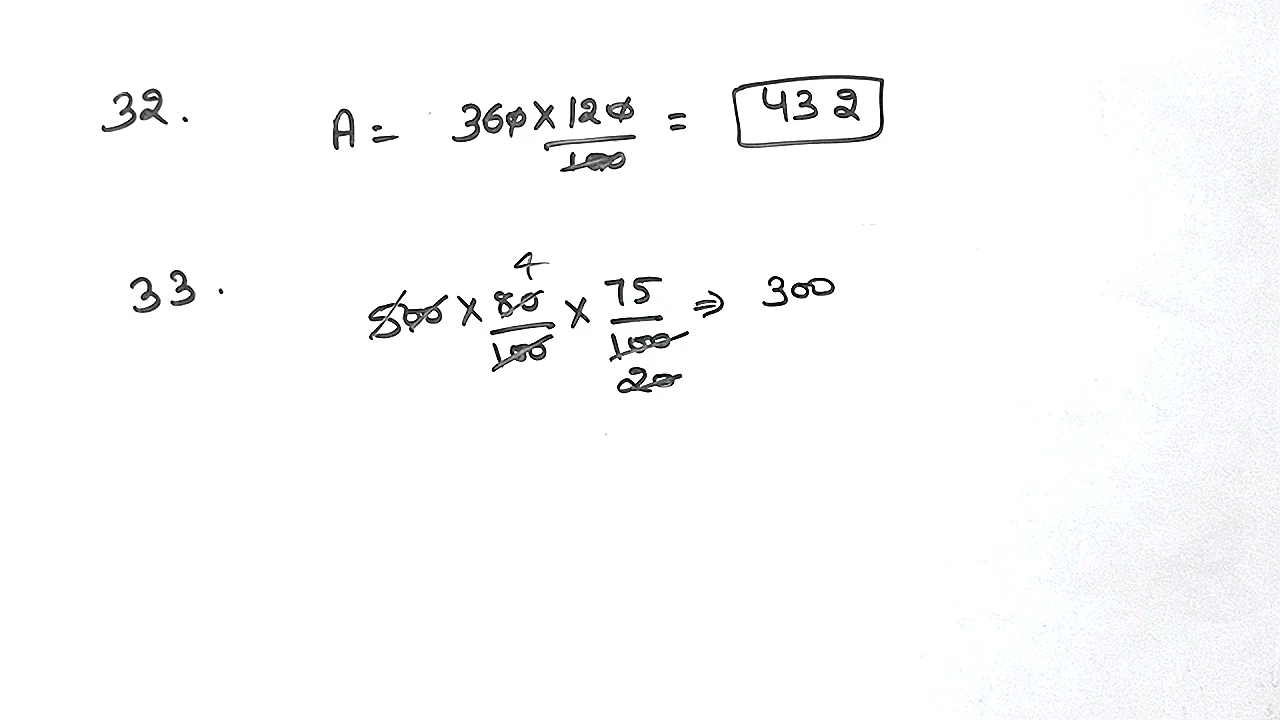 32. A = 360 × 120 / 100 = 432
33. 500 × 80 / 100 × 75 / 100 ⇒ 300
4
20